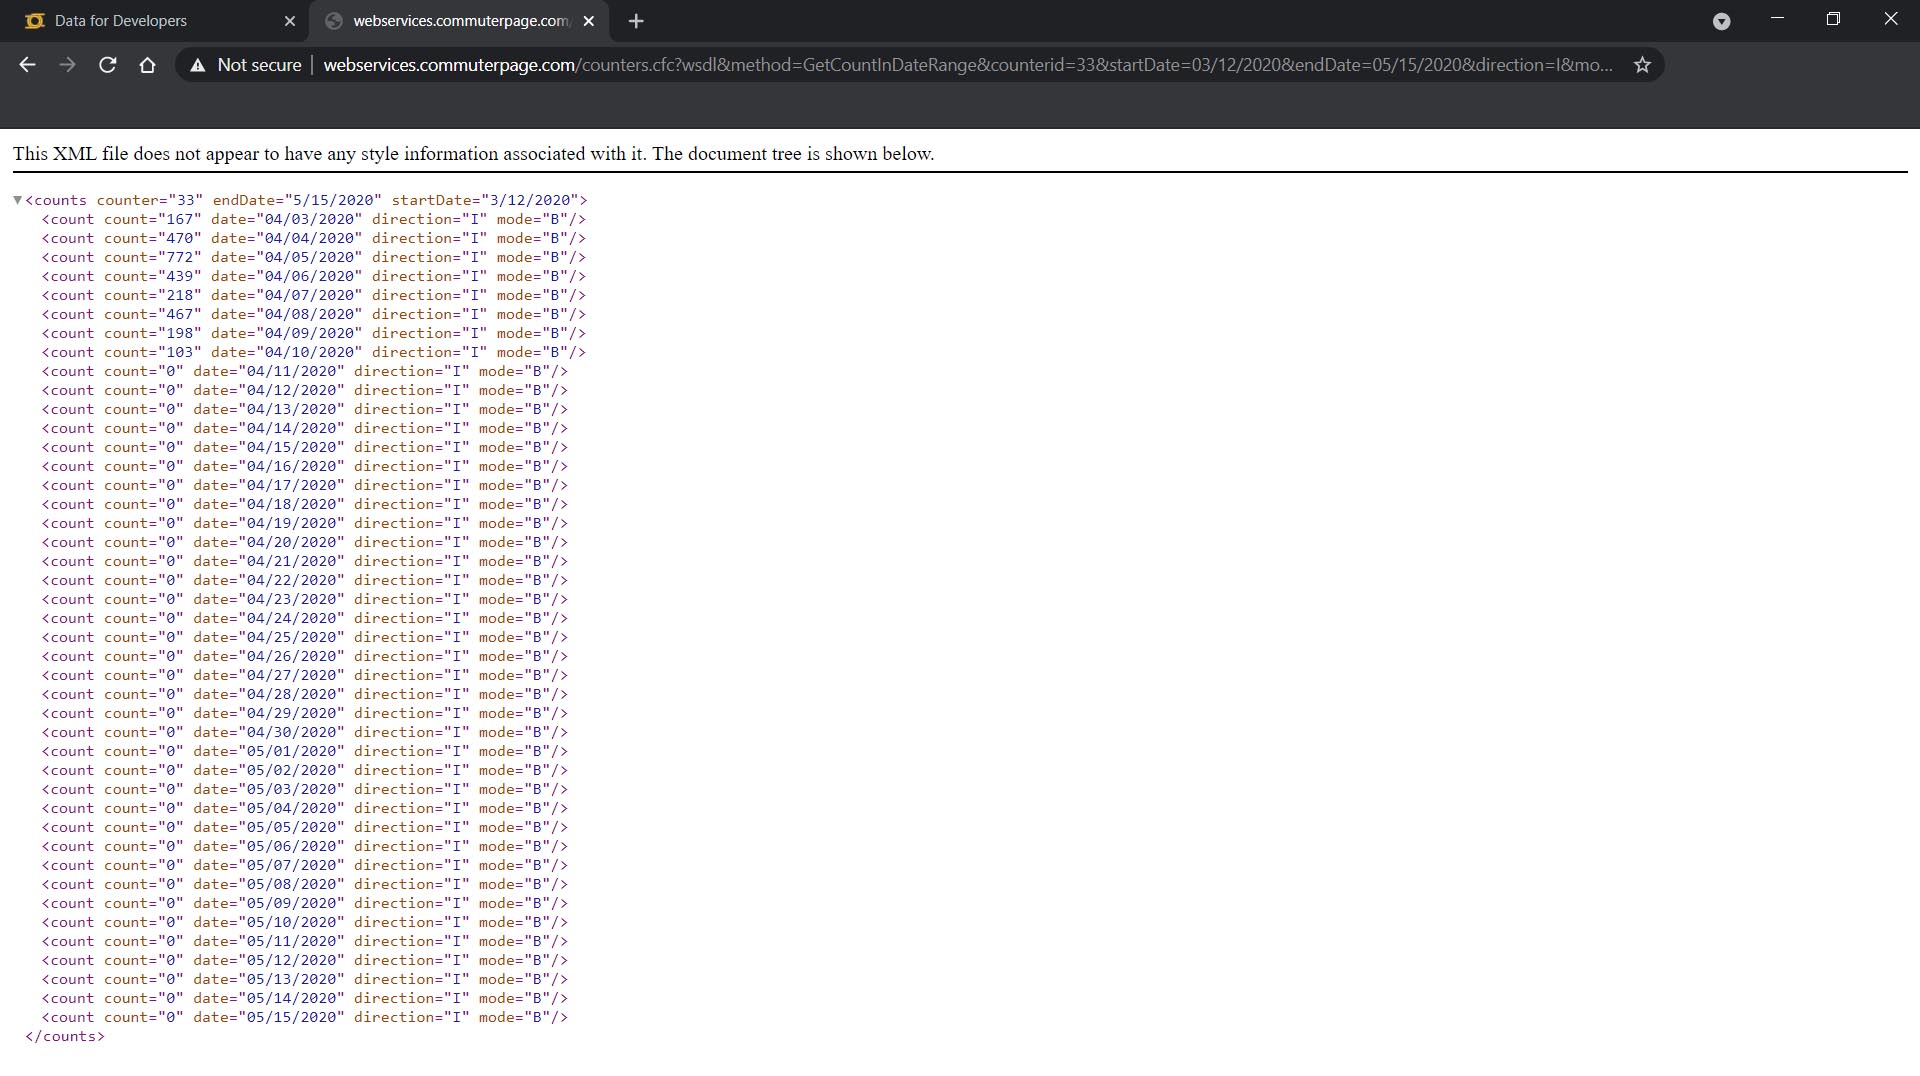 Data for Developers
webservices.commuterpage.com/
Not secure | webservices.commuterpage.com/counters.cfc?wsdl&method=GetCountInDateRange&counterid=33&startDate=03/12/2020&endDate=05/15/2020&direction=I&mo...
This XML file does not appear to have any style information associated with it. The document tree is shown below.
<counts counter="33" endDate="5/15/2020" startDate="3/12/2020">
<count count="167" date="04/03/2020" direction="I" mode="B"/>
<count count="470" date="04/04/2020" direction="I" mode="B"/>
<count count="772" date="04/05/2020" direction="I" mode="B"/>
<count count="439" date="04/06/2020" direction="I" mode="B"/>
<count count="218" date="04/07/2020" direction="I" mode="B"/>
<count count="467" date="04/08/2020" direction="I" mode="B"/>
<count count="198" date="04/09/2020" direction="I" mode="B"/>
<count count="103" date="04/10/2020" direction="I" mode="B"/>
<count count="0" date="04/11/2020" direction="I" mode="B"/>
<count count="0" date="04/12/2020" direction="I" mode="B"/>
<count count="0" date="04/13/2020" direction="I" mode="B"/>
<count count="0" date="04/14/2020" direction="I" mode="B"/>
<count count="0" date="04/15/2020" direction="I" mode="B"/>
<count count="0" date="04/16/2020" direction="I" mode="B"/>
<count count="0" date="04/17/2020" direction="I" mode="B"/>
<count count="0" date="04/18/2020" direction="I" mode="B"/>
<count count="0" date="04/19/2020" direction="I" mode="B"/>
<count count="0" date="04/20/2020" direction="I" mode="B"/>
<count count="0" date="04/21/2020" direction="I" mode="B"/>
<count count="0" date="04/22/2020" direction="I" mode="B"/>
<count count="0" date="04/23/2020" direction="I" mode="B"/>
<count count="0" date="04/24/2020" direction="I" mode="B"/>
<count count="0" date="04/25/2020" direction="I" mode="B"/>
<count count="0" date="04/26/2020" direction="I" mode="B"/>
<count count="0" date="04/27/2020" direction="I" mode="B"/>
<count count="0" date="04/28/2020" direction="I" mode="B"/>
<count count="0" date="04/29/2020" direction="I" mode="B"/>
<count count="0" date="04/30/2020" direction="I" mode="B"/>
<count count="0" date="05/01/2020" direction="I" mode="B"/>
<count count="0" date="05/02/2020" direction="I" mode="B"/>
<count count="0" date="05/03/2020" direction="I" mode="B"/>
<count count="0" date="05/04/2020" direction="I" mode="B"/>
<count count="0" date="05/05/2020" direction="I" mode="B"/>
<count count="0" date="05/06/2020" direction="I" mode="B"/>
<count count="0" date="05/07/2020" direction="I" mode="B"/>
<count count="0" date="05/08/2020" direction="I" mode="B"/>
<count count="0" date="05/09/2020" direction="I" mode="B"/>
<count count="0" date="05/10/2020" direction="I" mode="B"/>
<count count="0" date="05/11/2020" direction="I" mode="B"/>
<count count="0" date="05/12/2020" direction="I" mode="B"/>
<count count="0" date="05/13/2020" direction="I" mode="B"/>
<count count="0" date="05/14/2020" direction="I" mode="B"/>
<count count="0" date="05/15/2020" direction="I" mode="B"/>
</counts>